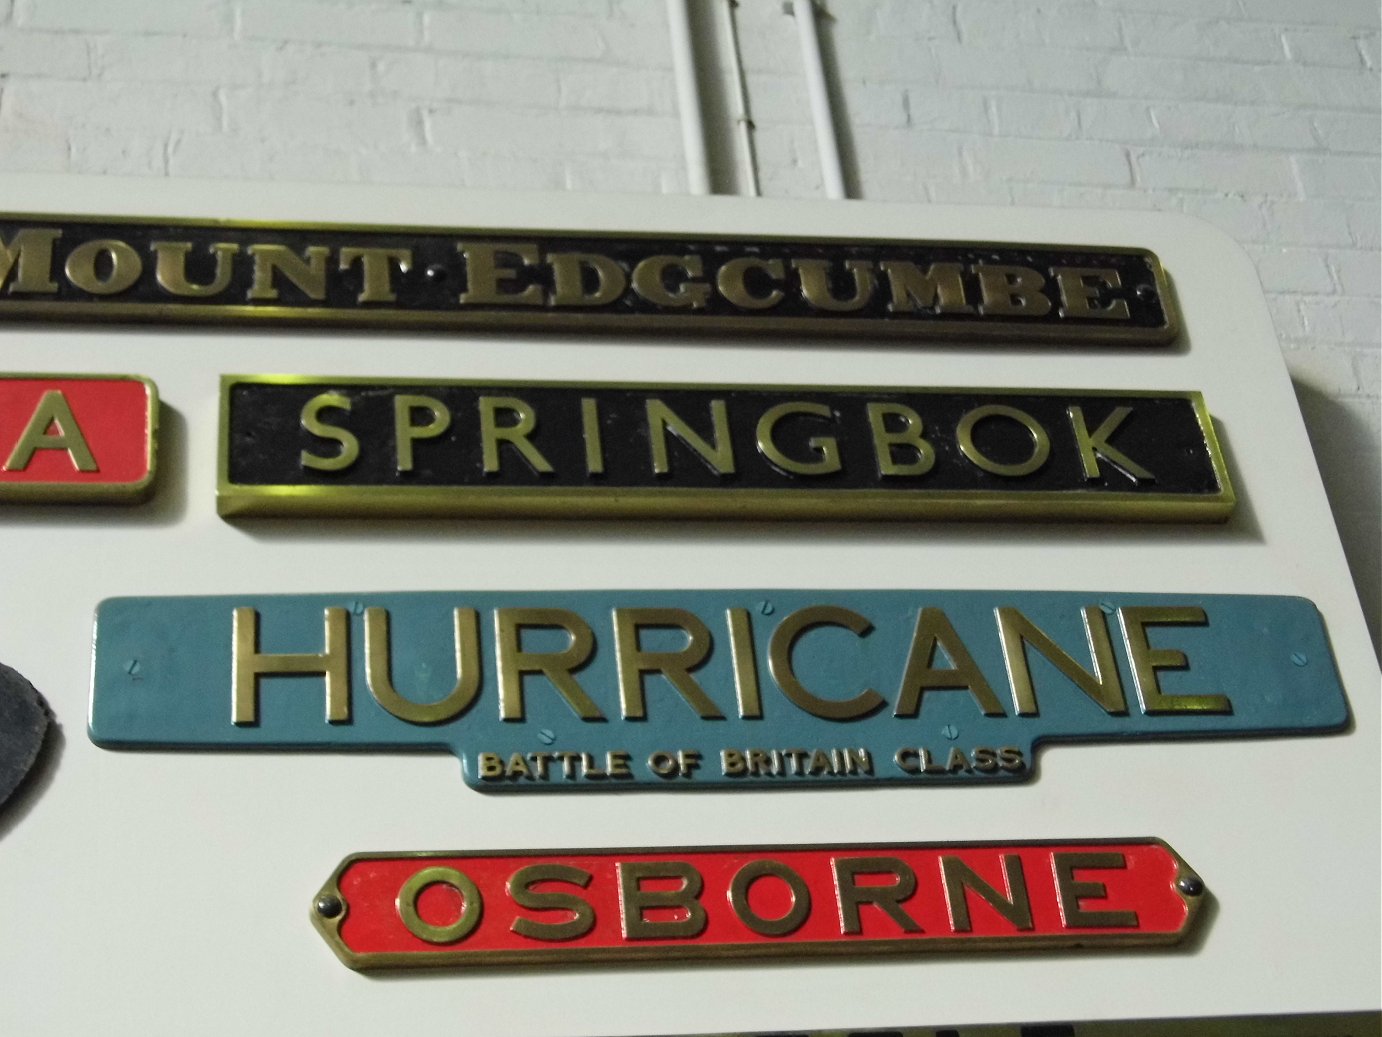 MOUNT · EDGCUMBE
A
SPRINGBOK
HURRICANE
BATTLE OF BRITAIN CLASS
OSBORNE